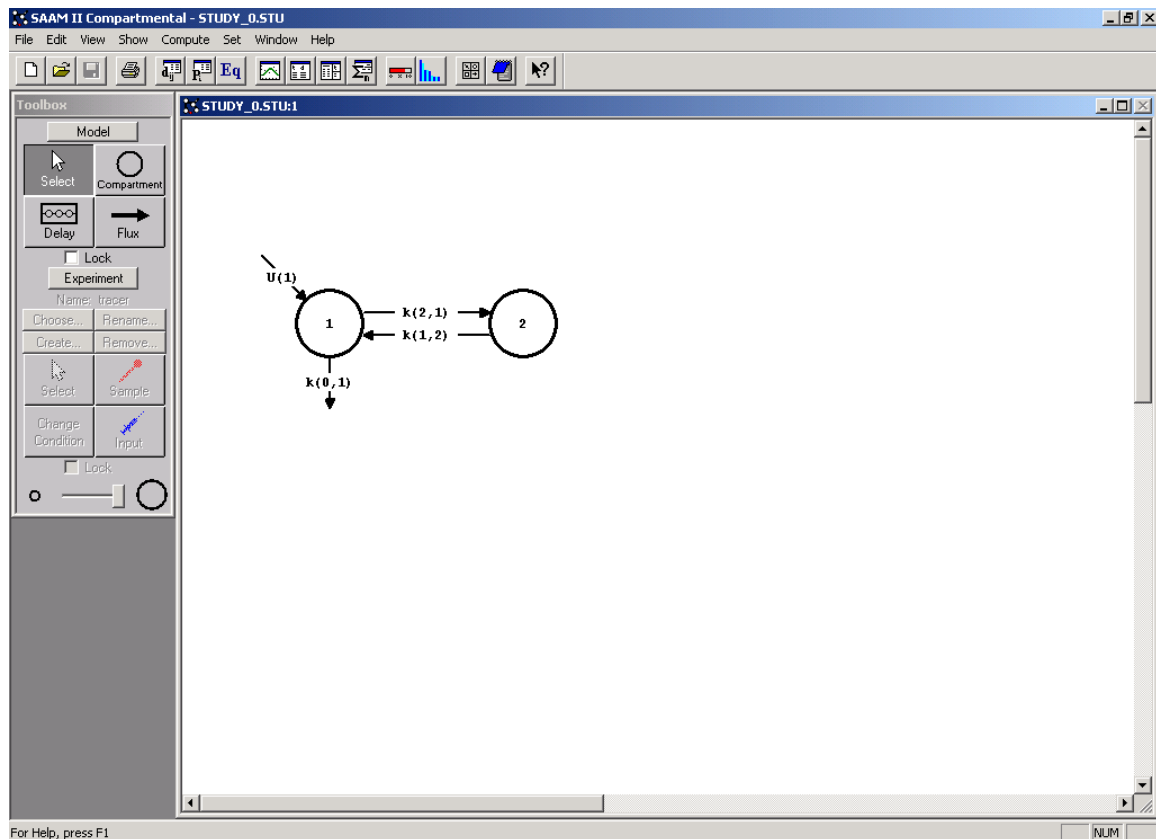 SAAM II Compartmental - STUDY_0.STU
File Edit View Show Compute Set Window Help
aij Pi Eq
Toolbox
STUDY_0.STU:1
Model
Select Compartment
Delay Flux
Lock
Experiment
Name: tracer
Choose... Rename...
Create... Remove...
Select Sample
Change Condition Input
Lock
U(1)
1
k(2,1)
k(1,2)
2
k(0,1)
For Help, press F1
NUM